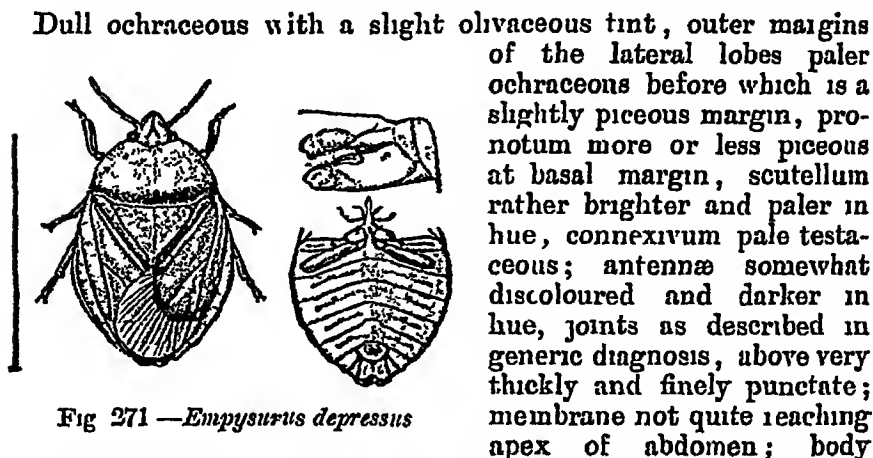 Dull ochraceous with a slight olivaceous tint, outer margins
of the lateral lobes paler
ochraceous before which is a
slightly piceous margin, pro-
notum more or less piceous
at basal margin, scutellum
rather brighter and paler in
hue, connexivum pale testa-
ceous; antennæ somewhat
discoloured and darker in
hue, joints as described in
generic diagnosis, above very
thickly and finely punctate;
membrane not quite reaching
apex of abdomen; body
Fig 271 —Empysurus depressus